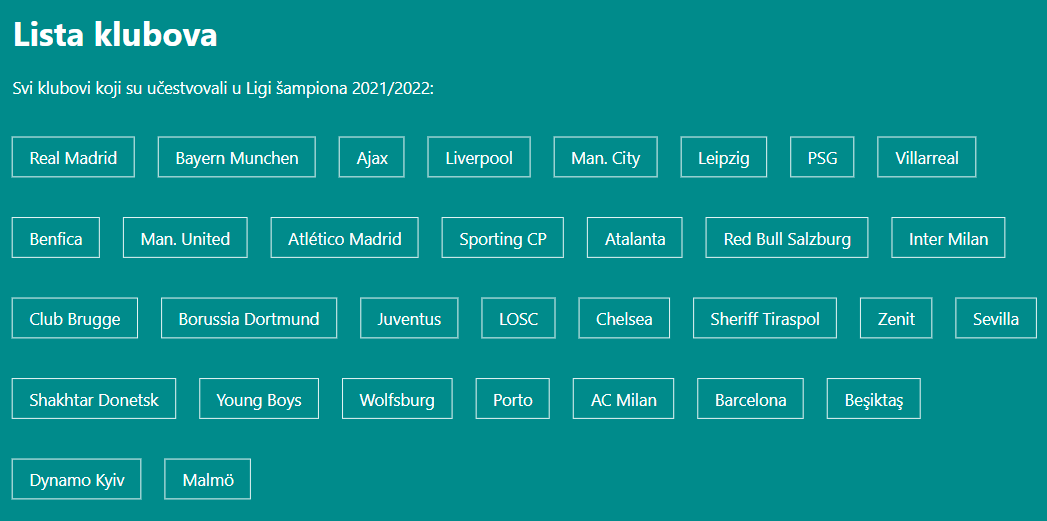 Lista klubova
Svi klubovi koji su učestvovali u Ligi šampiona 2021/2022:
Real Madrid Bayern Munchen Ajax Liverpool Man. City Leipzig PSG Villarreal
Benfica Man. United Atlético Madrid Sporting CP Atalanta Red Bull Salzburg Inter Milan
Club Brugge Borussia Dortmund Juventus LOSC Chelsea Sheriff Tiraspol Zenit Sevilla
Shakhtar Donetsk Young Boys Wolfsburg Porto AC Milan Barcelona Beşiktaş
Dynamo Kyiv Malmö